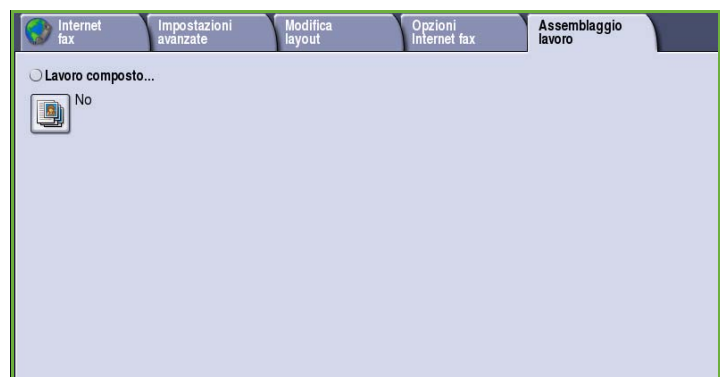 Internet
fax
Impostazioni
avanzate
Modifica
layout
Opzioni
Internet fax
Assemblaggio
lavoro
Lavoro composto...
No